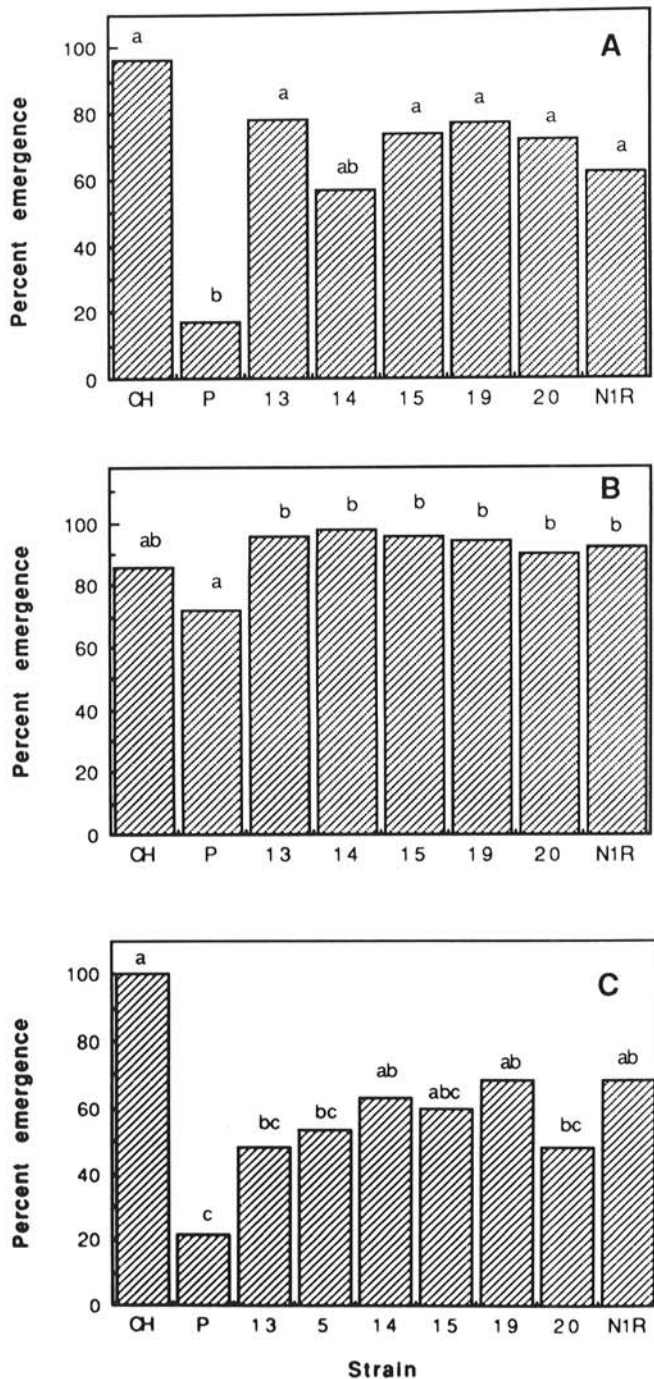 A
Percent emergence
100
80
60
40
20
0
a
b
a
ab
a
a
a
a
CH P 13 14 15 19 20 N1R
B
Percent emergence
100
80
60
40
20
0
ab
a
b
b
b
b
b
b
CH P 13 14 15 19 20 N1R
C
Percent emergence
100
80
60
40
20
0
a
c
bc
bc
ab
abc
ab
bc
ab
CH P 13 5 14 15 19 20 N1R
Strain